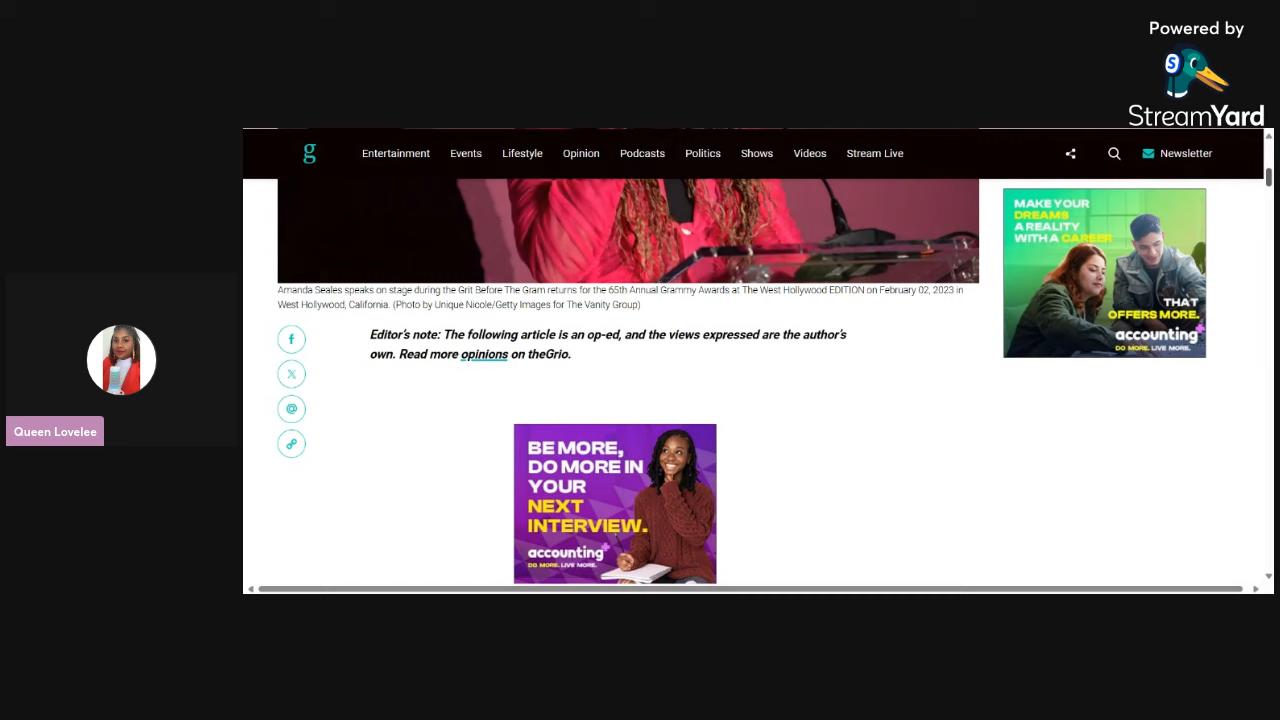 Powered by
S
StreamYard
g
Entertainment Events Lifestyle Opinion Podcasts Politics Shows Videos Stream Live Newsletter
Amanda Seales speaks on stage during the Grit Before The Gram returns for the 65th Annual Grammy Awards at The West Hollywood EDITION on February 02, 2023 in
West Hollywood, California. (Photo by Unique Nicole/Getty Images for The Vanity Group)
Editor's note: The following article is an op-ed, and the views expressed are the author's
own. Read more opinions on theGrio.
MAKE YOUR
DREAMS
A REALITY
WITH A CAREER
THAT
OFFERS MORE.
accounting+
DO MORE. LIVE MORE.
Queen Lovelee
BE MORE,
DO MORE IN
YOUR
NEXT
INTERVIEW.
accounting+
DO MORE. LIVE MORE.